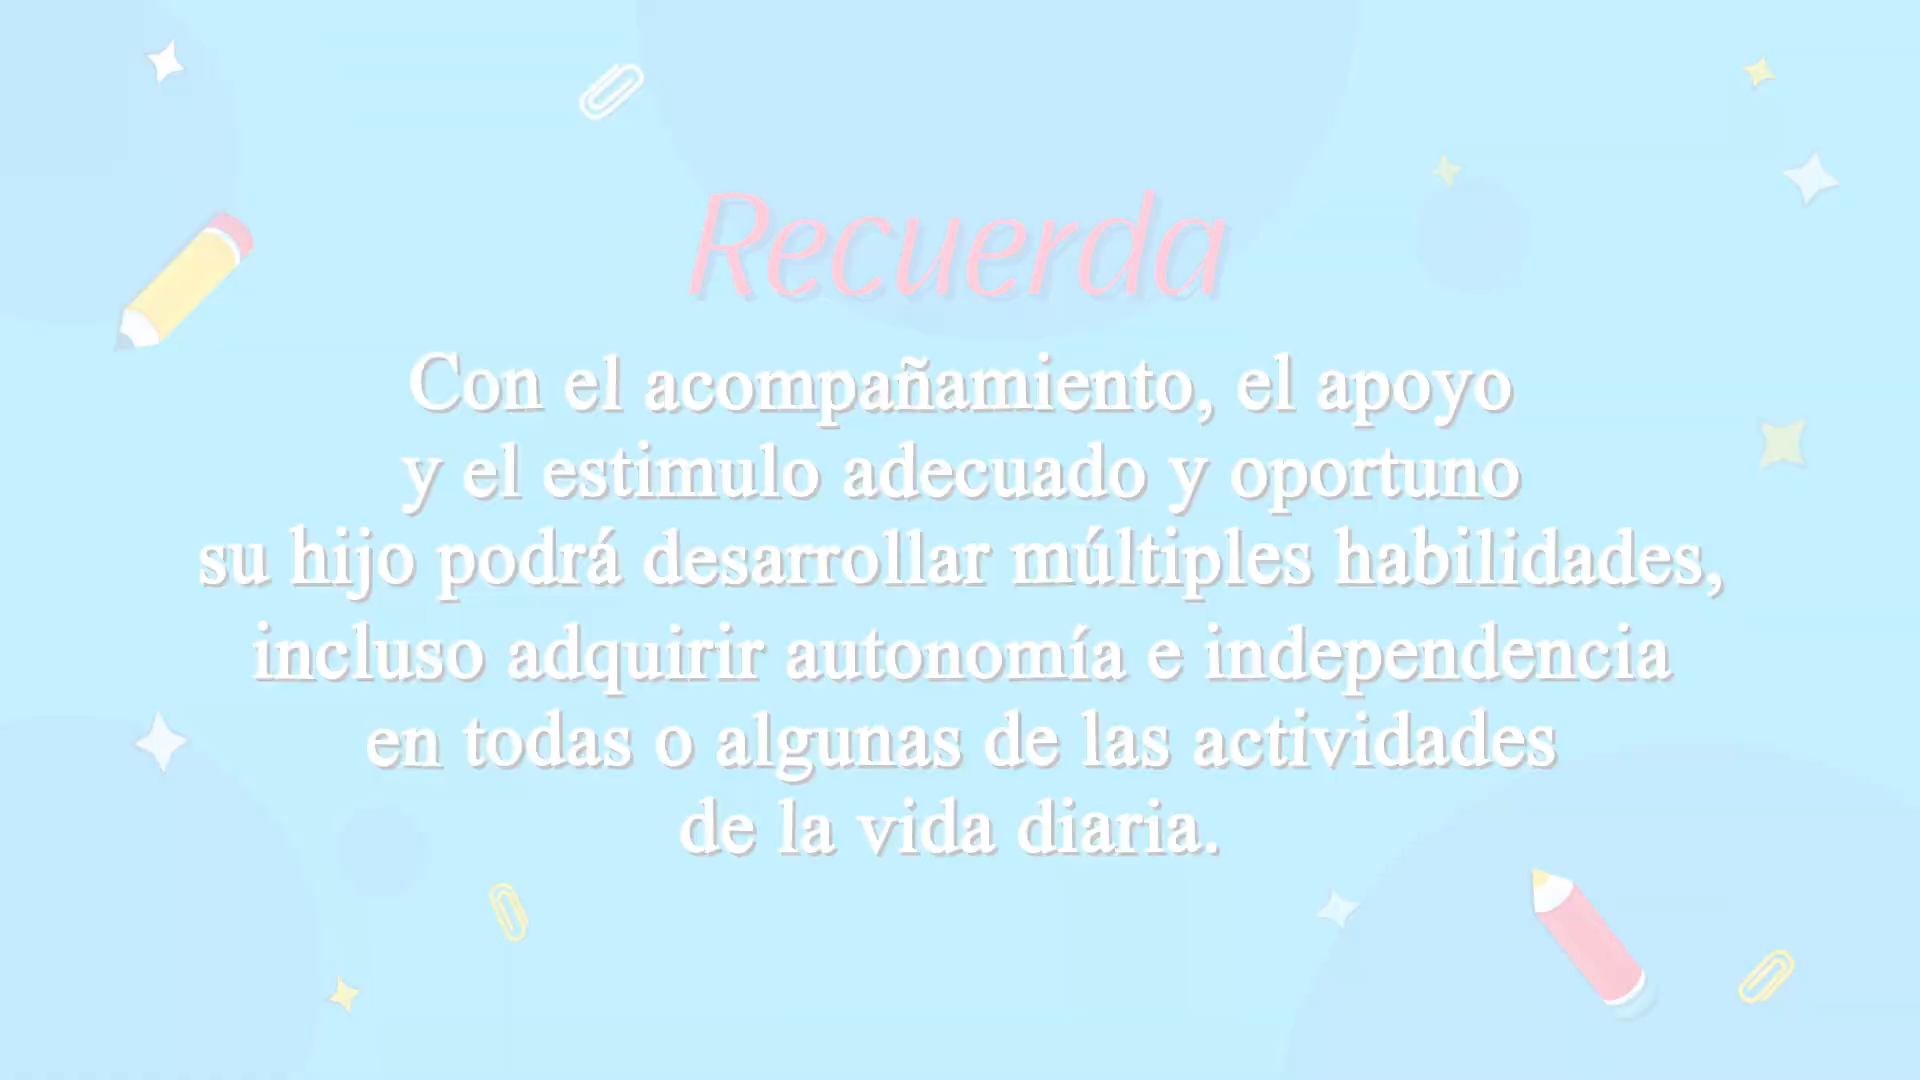 Recuerda
Con el acompañamiento, el apoyo
y el estimulo adecuado y oportuno
su hijo podrá desarrollar múltiples habilidades,
incluso adquirir autonomía e independencia
en todas o algunas de las actividades
de la vida diaria.